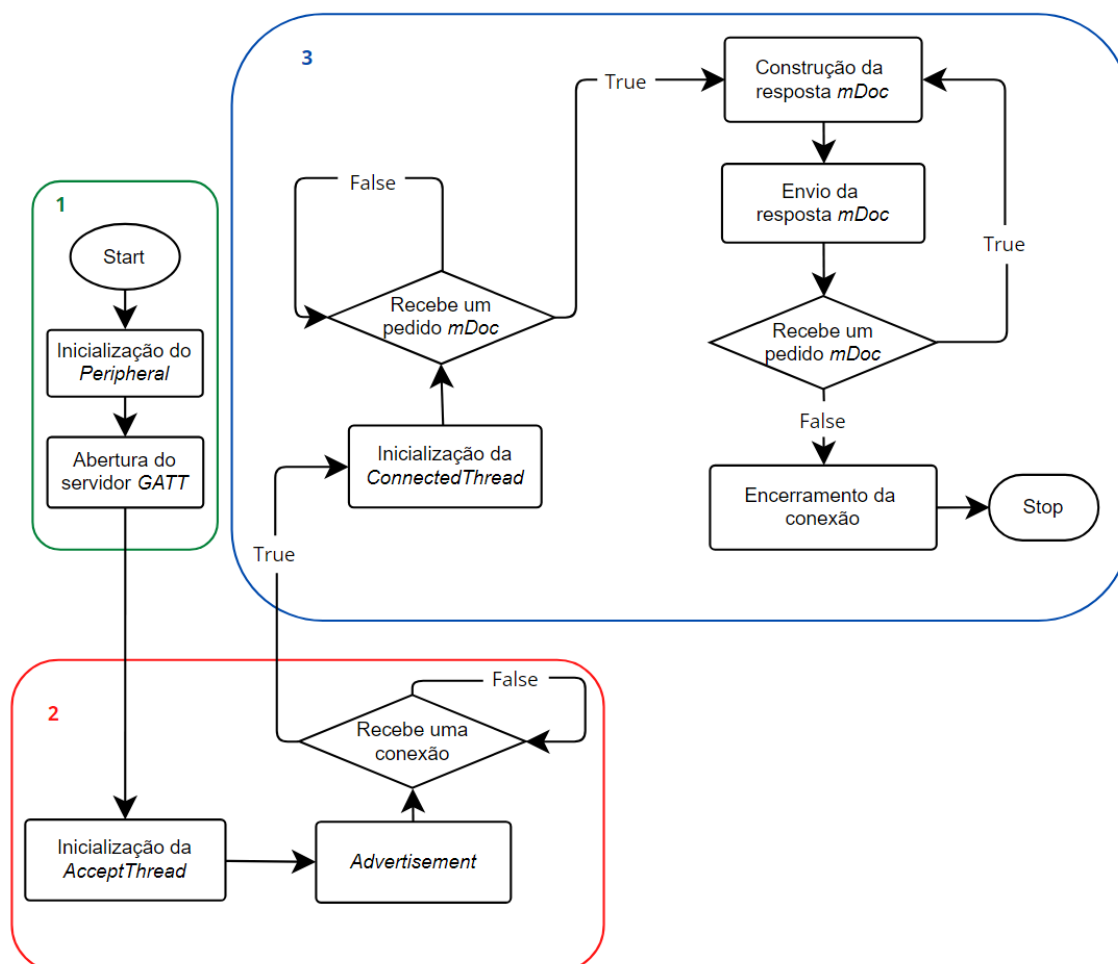 1
Start
Inicialização do
Peripheral
Abertura do
servidor GATT
2
Inicialização da
AcceptThread
Advertisement
Recebe uma
conexão
False
True
3
Inicialização da
ConnectedThread
Recebe um
pedido mDoc
False
True
Construção da
resposta mDoc
Envio da
resposta mDoc
Recebe um
pedido mDoc
True
False
Encerramento da
conexão
Stop